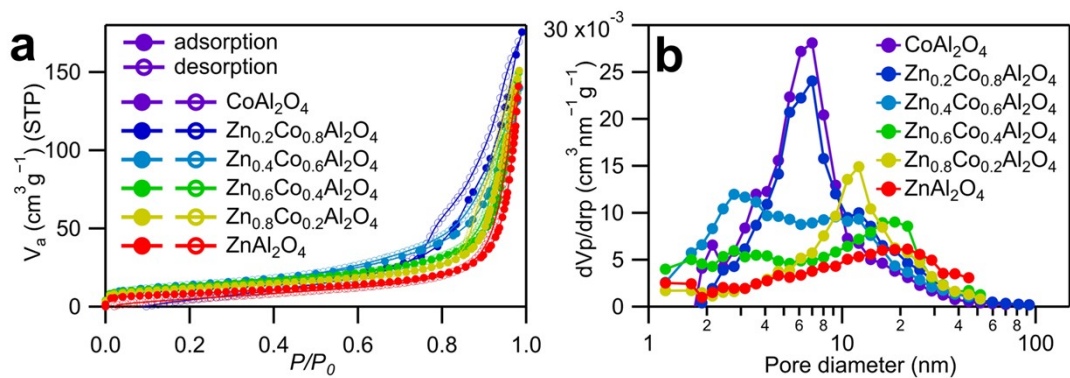 a
adsorption
desorption
CoAl₂O₄
Zn₀.₂Co₀.₈Al₂O₄
Zn₀.₄Co₀.₆Al₂O₄
Zn₀.₆Co₀.₄Al₂O₄
Zn₀.₈Co₀.₂Al₂O₄
ZnAl₂O₄
Vₐ (cm³ g⁻¹) (STP)
150
100
50
0
0.0 0.2 0.4 0.6 0.8 1.0
P/P₀
b
30 x10⁻³
25
20
15
10
5
0
dVp/drp (cm³ nm⁻¹ g⁻¹)
CoAl₂O₄
Zn₀.₂Co₀.₈Al₂O₄
Zn₀.₄Co₀.₆Al₂O₄
Zn₀.₆Co₀.₄Al₂O₄
Zn₀.₈Co₀.₂Al₂O₄
ZnAl₂O₄
1 2 4 6 8 10 2 4 6 8 100
Pore diameter (nm)